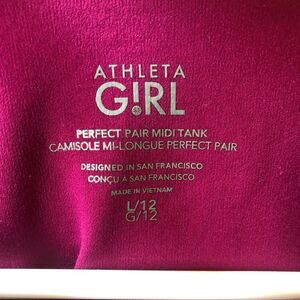 ATHLETA
G!RL
PERFECT PAIR MIDI TANK
CAMISOLE MI-LONGUE PERFECT PAIR
DESIGNED IN SAN FRANCISCO
CONÇU A SAN FRANCISCO
MADE IN VIETNAM
L/12
G/12